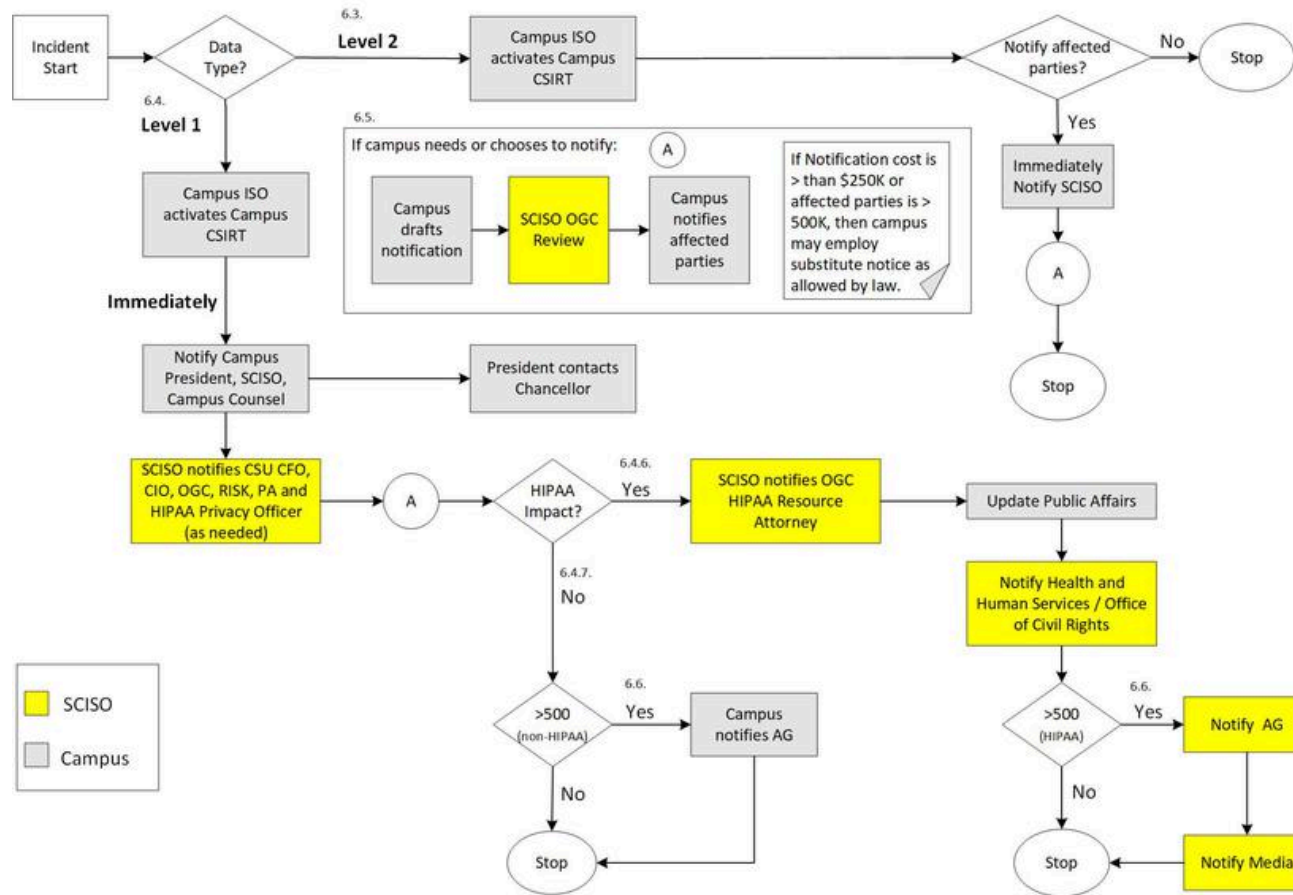 Incident
Start
Data
Type?
6.3.
Level 2
Campus ISO
activates Campus
CSIRT
Notify affected
parties?
No
Stop
Yes
Immediately
Notify SCISO
A
Stop
6.4.
Level 1
Campus ISO
activates Campus
CSIRT
6.5.
If campus needs or chooses to notify:
A
Campus
drafts
notification
SCISO OGC
Review
Campus
notifies
affected
parties
If Notification cost is
> than $250K or
affected parties is >
500K, then campus
may employ
substitute notice as
allowed by law.
Immediately
Notify Campus
President, SCISO,
Campus Counsel
President contacts
Chancellor
SCISO notifies CSU CFO,
CIO, OGC, RISK, PA and
HIPAA Privacy Officer
(as needed)
A
HIPAA
Impact?
6.4.6.
Yes
SCISO notifies OGC
HIPAA Resource
Attorney
Update Public Affairs
Notify Health and
Human Services / Office
of Civil Rights
6.4.7.
No
>500
(non-HIPAA)
6.6.
Yes
Campus
notifies AG
No
Stop
>500
(HIPAA)
6.6.
Yes
Notify AG
No
Stop
Notify Media
SCISO
Campus